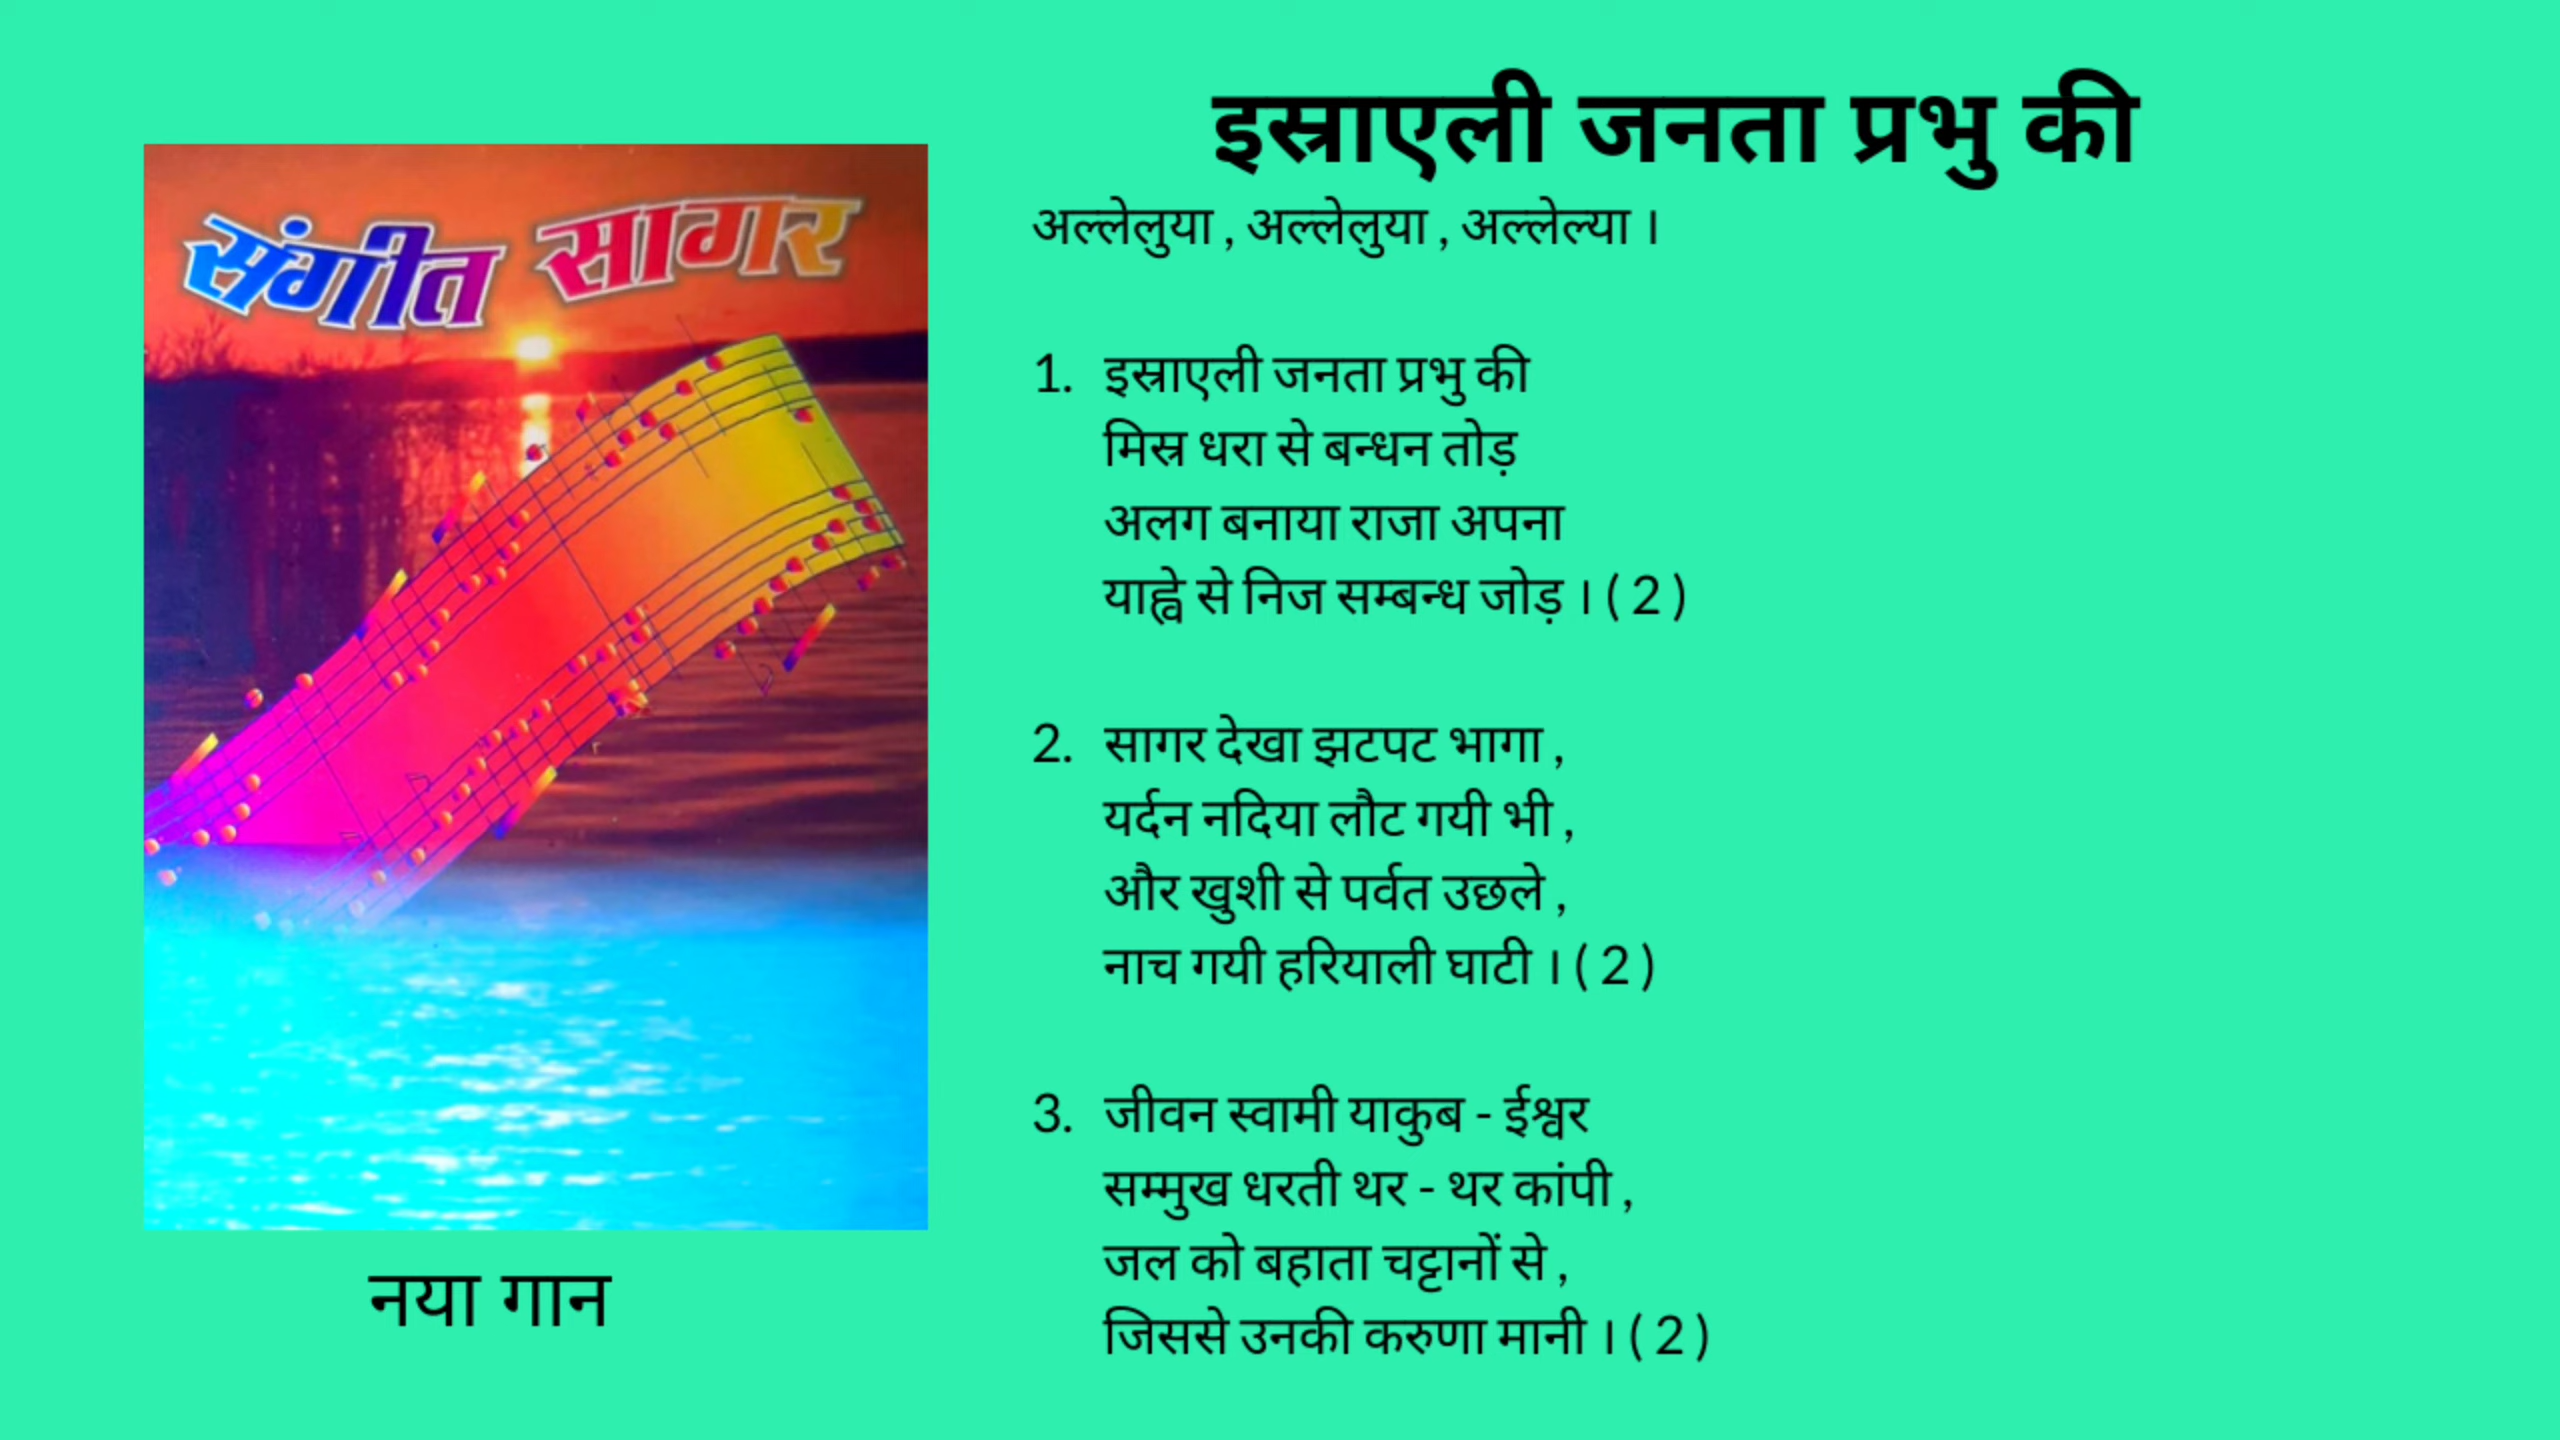 संगीत सागर
नया गान
इस्राएली जनता प्रभु की
अल्लेलुया , अल्लेलुया , अल्लेल्या ।
1. इस्राएली जनता प्रभु की
मिस्र धरा से बन्धन तोड़
अलग बनाया राजा अपना
याह्वे से निज सम्बन्ध जोड़ । ( 2 )
2. सागर देखा झटपट भागा ,
यर्दन नदिया लौट गयी भी ,
और खुशी से पर्वत उछले ,
नाच गयी हरियाली घाटी । ( 2 )
3. जीवन स्वामी याकुब - ईश्वर
सम्मुख धरती थर - थर कांपी ,
जल को बहाता चट्टानों से ,
जिससे उनकी करुणा मानी । ( 2 )